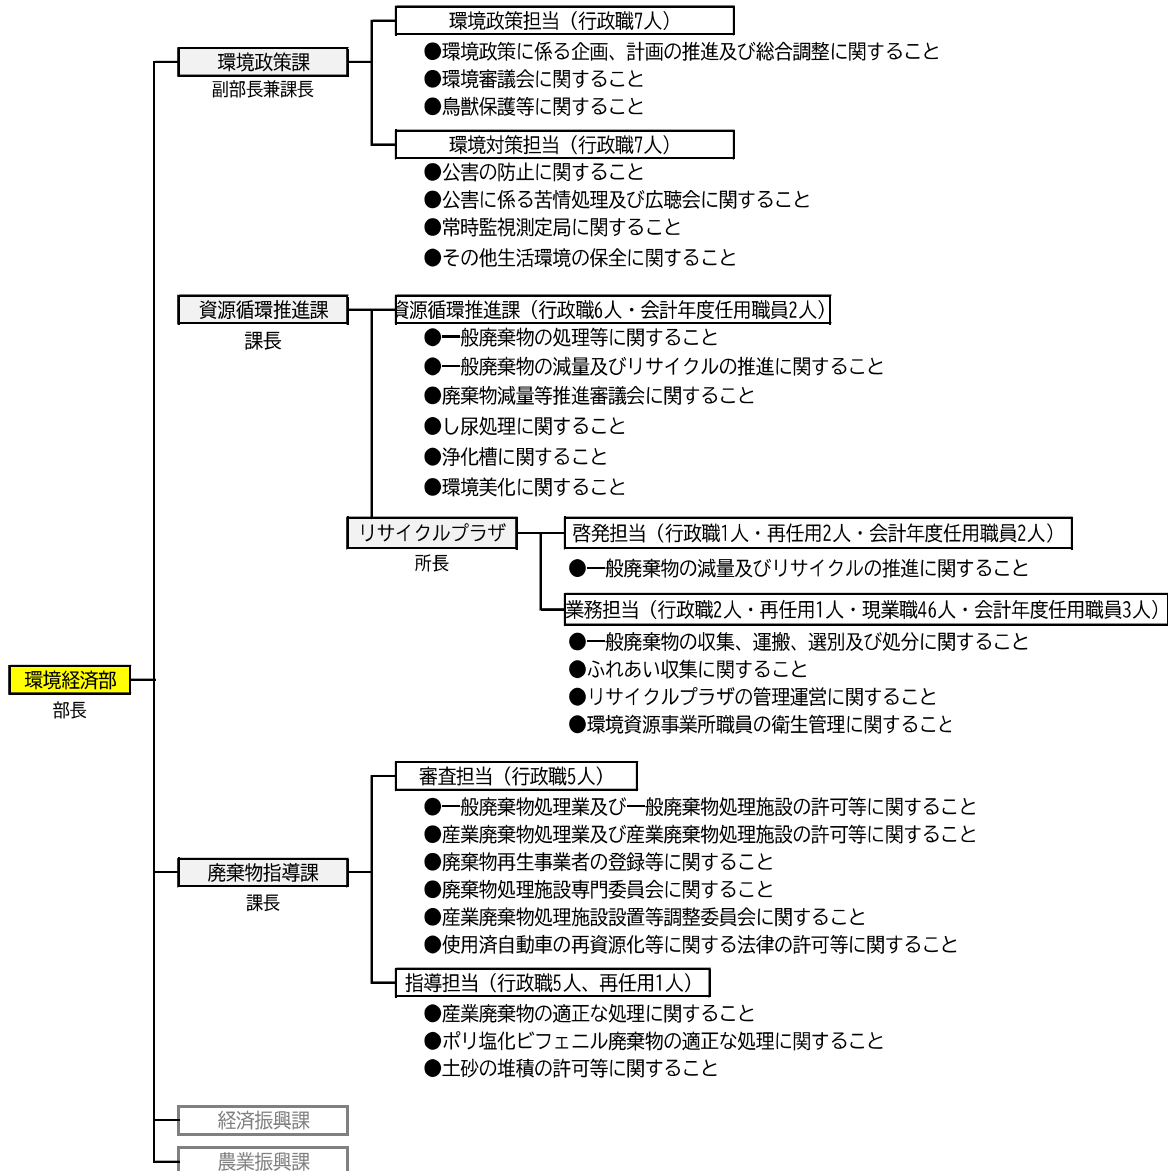 環境政策担当（行政職7人）
●環境政策に係る企画、計画の推進及び総合調整に関すること
環境政策課
●環境審議会に関すること
副部長兼課長
●鳥獣保護等に関すること
環境対策担当（行政職7人）
●公害の防止に関すること
●公害に係る苦情処理及び広聴会に関すること
●常時監視測定局に関すること
●その他生活環境の保全に関すること
資源循環推進課
資源循環推進課（行政職6人・会計年度任用職員2人）
課長
●一般廃棄物の処理等に関すること
●一般廃棄物の減量及びリサイクルの推進に関すること
●廃棄物減量等推進審議会に関すること
●し尿処理に関すること
●浄化槽に関すること
●環境美化に関すること
リサイクルプラザ
所長
啓発担当（行政職1人・再任用2人・会計年度任用職員2人）
●一般廃棄物の減量及びリサイクルの推進に関すること
業務担当（行政職2人・再任用1人・現業職46人・会計年度任用職員3人）
●一般廃棄物の収集、運搬、選別及び処分に関すること
●ふれあい収集に関すること
●リサイクルプラザの管理運営に関すること
●環境資源事業所職員の衛生管理に関すること
環境経済部
部長
審査担当（行政職5人）
●一般廃棄物処理業及び一般廃棄物処理施設の許可等に関すること
●産業廃棄物処理業及び産業廃棄物処理施設の許可等に関すること
●廃棄物再生事業者の登録等に関すること
廃棄物指導課
●廃棄物処理施設専門委員会に関すること
課長
●産業廃棄物処理施設設置等調整委員会に関すること
●使用済自動車の再資源化等に関する法律の許可等に関すること
指導担当（行政職5人、再任用1人）
●産業廃棄物の適正な処理に関すること
●ポリ塩化ビフェニル廃棄物の適正な処理に関すること
●土砂の堆積の許可等に関すること
経済振興課
農業振興課